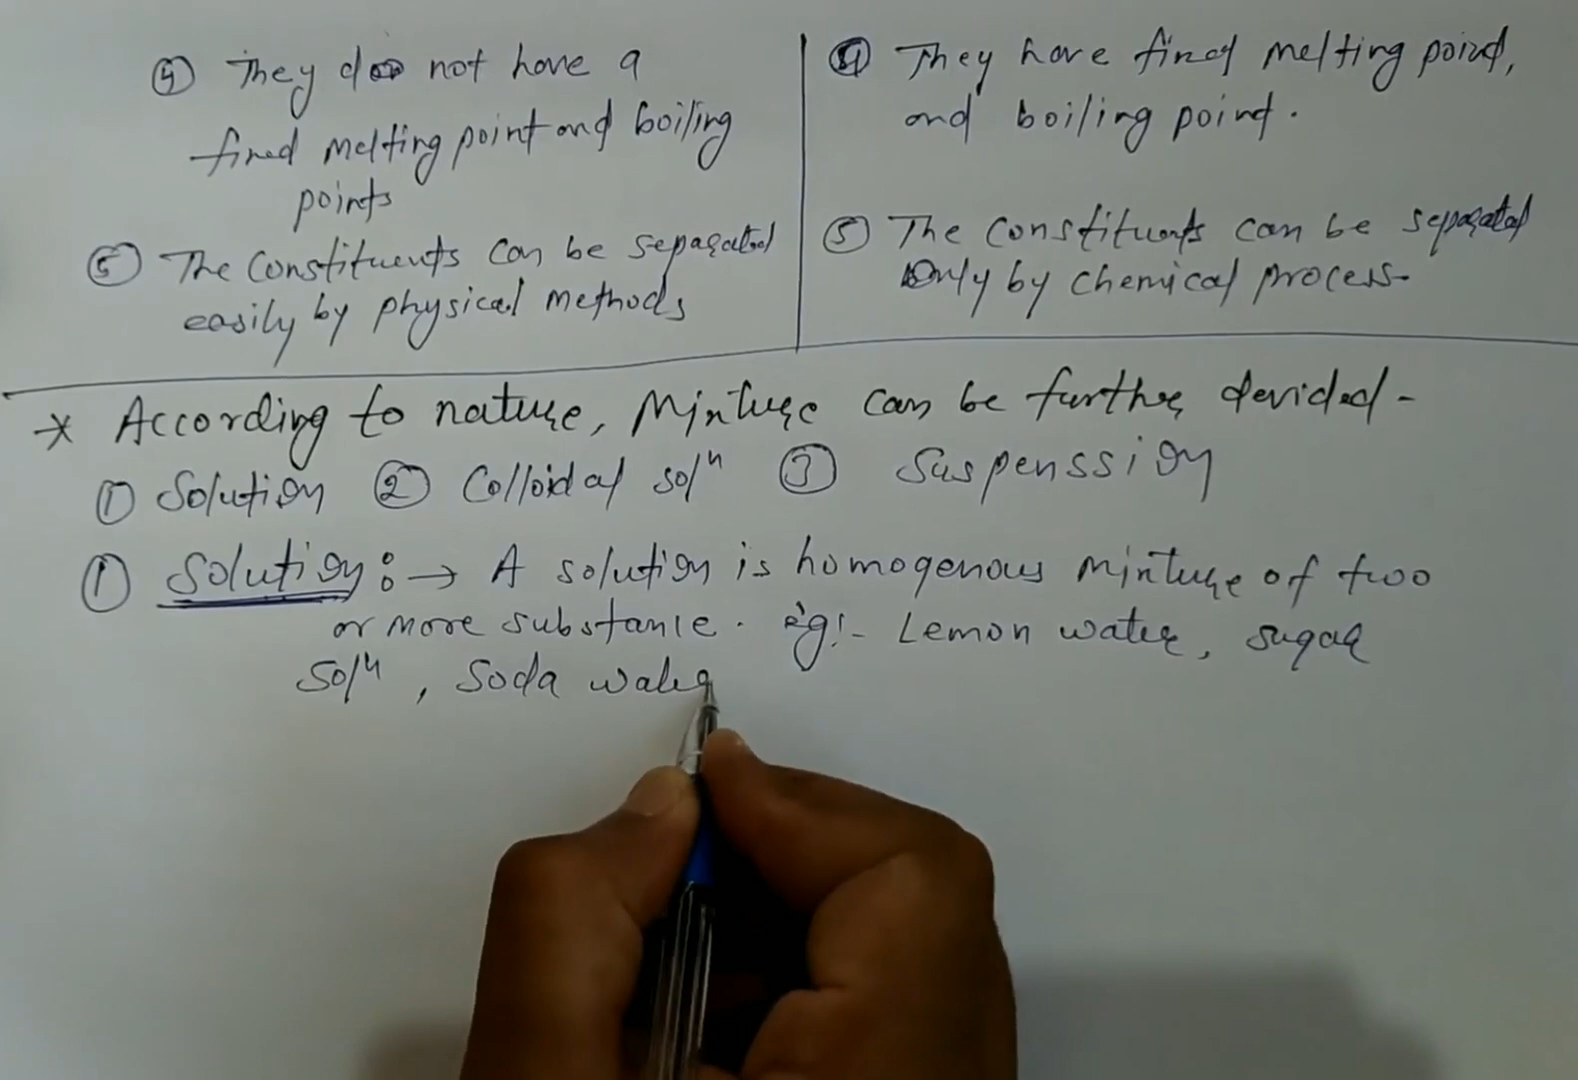 ④ They do not have a
fixed melting point and boiling
points
⑤ The Constituents can be separated
easily by physical methods
④ They have fixed melting point,
and boiling point.
⑤ The constituents can be separated
Only by chemical process-
* According to nature, Mixture can be further devided-
① Solution ② Colloidal solⁿ ③ Suspenssion
① Solution :→ A solution is homogenous mixture of two
or more substance. eg:- Lemon water, sugar
Solⁿ, Soda water